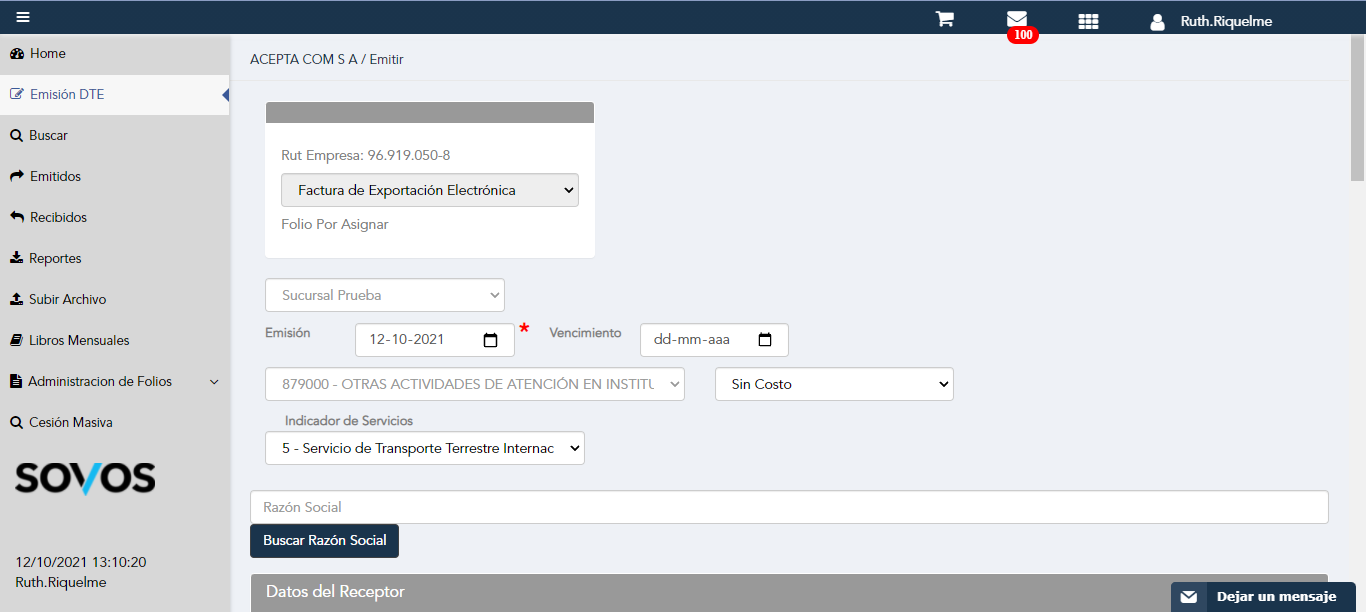 100
Ruth.Riquelme
Home
Emisión DTE
Buscar
Emitidos
Recibidos
Reportes
Subir Archivo
Libros Mensuales
Administracion de Folios
Cesión Masiva
SOVOS
12/10/2021 13:10:20
Ruth.Riquelme
ACEPTA COM S A / Emitir
Rut Empresa: 96.919.050-8
Factura de Exportación Electrónica
Folio Por Asignar
Sucursal Prueba
Emisión 12-10-2021 * Vencimiento dd-mm-aaa
879000 - OTRAS ACTIVIDADES DE ATENCIÓN EN INSTITU Sin Costo
Indicador de Servicios
5 - Servicio de Transporte Terrestre Internac
Razón Social
Buscar Razón Social
Datos del Receptor
Dejar un mensaje